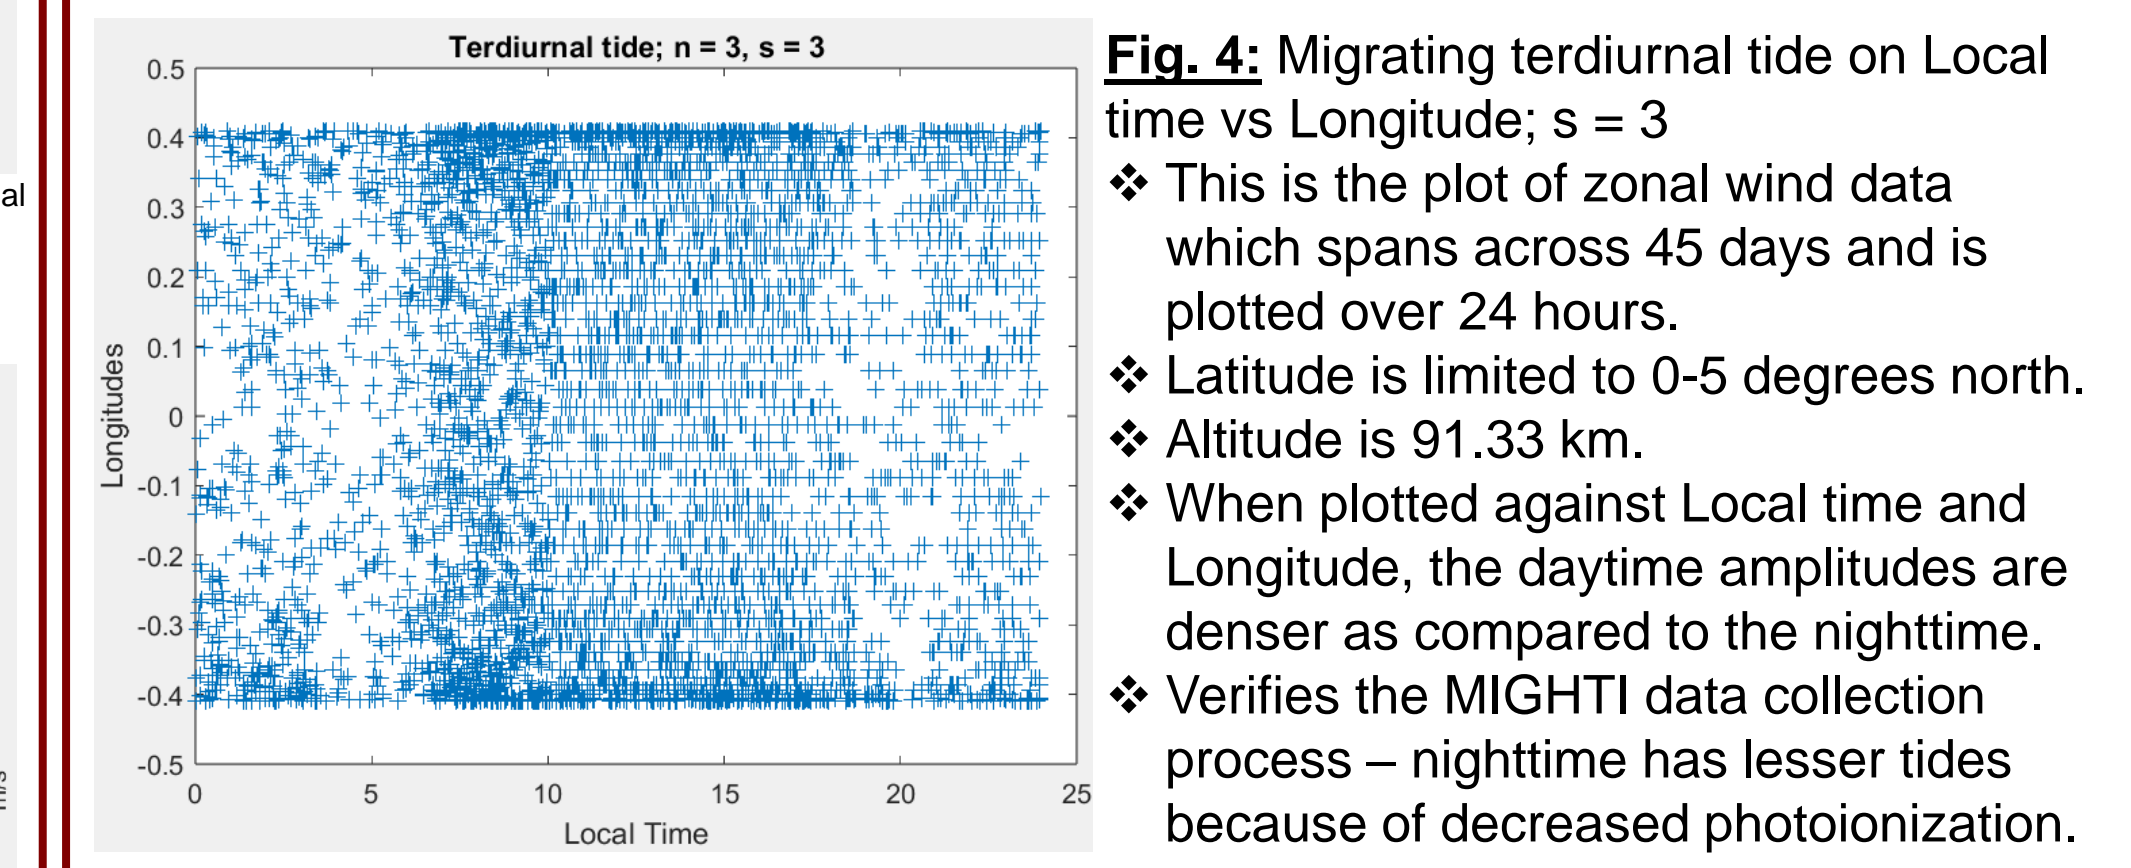 al
m/s
Terdiurnal tide; n = 3, s = 3
0.5
0.4
0.3
0.2
0.1
0
-0.1
-0.2
-0.3
-0.4
-0.5
Longitudes
0 5 10 15 20 25
Local Time
Fig. 4: Migrating terdiurnal tide on Local
time vs Longitude; s = 3
❖ This is the plot of zonal wind data
which spans across 45 days and is
plotted over 24 hours.
❖ Latitude is limited to 0-5 degrees north.
❖ Altitude is 91.33 km.
❖ When plotted against Local time and
Longitude, the daytime amplitudes are
denser as compared to the nighttime.
❖ Verifies the MIGHTI data collection
process – nighttime has lesser tides
because of decreased photoionization.